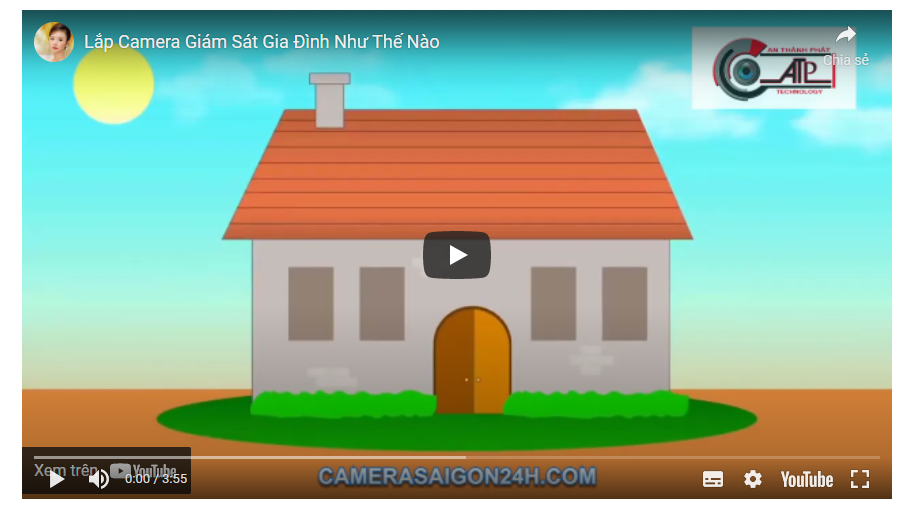 Lắp Camera Giám Sát Gia Đình Như Thế Nào
AN THÀNH PHÁT
ATP
TECHNOLOGY
Chia sẻ
Xem trên YouTube
0:00 / 3:55
CAMERASAIGON24H.COM
YouTube